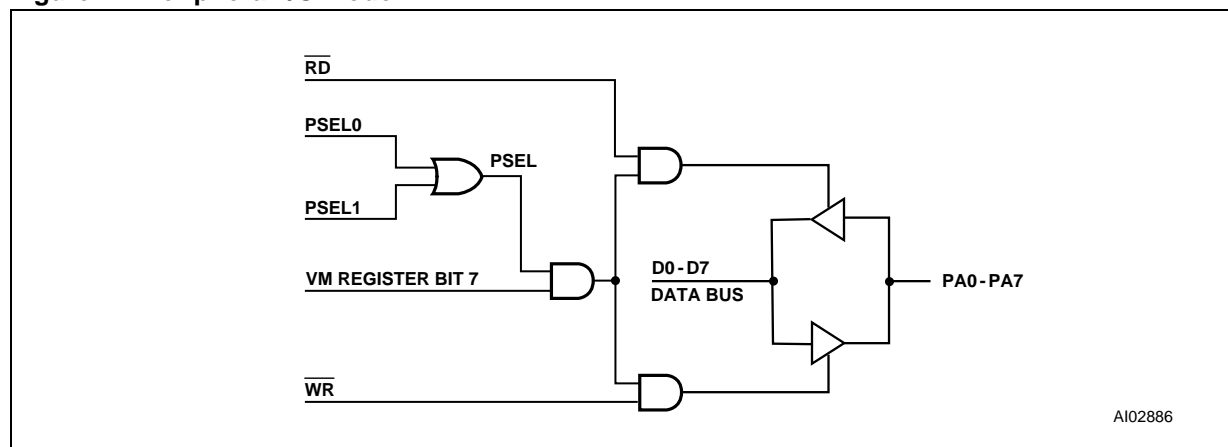 RD
PSEL0
PSEL
PSEL1
D0-D7
VM REGISTER BIT 7
DATA BUS
PA0-PA7
WR
AI02886